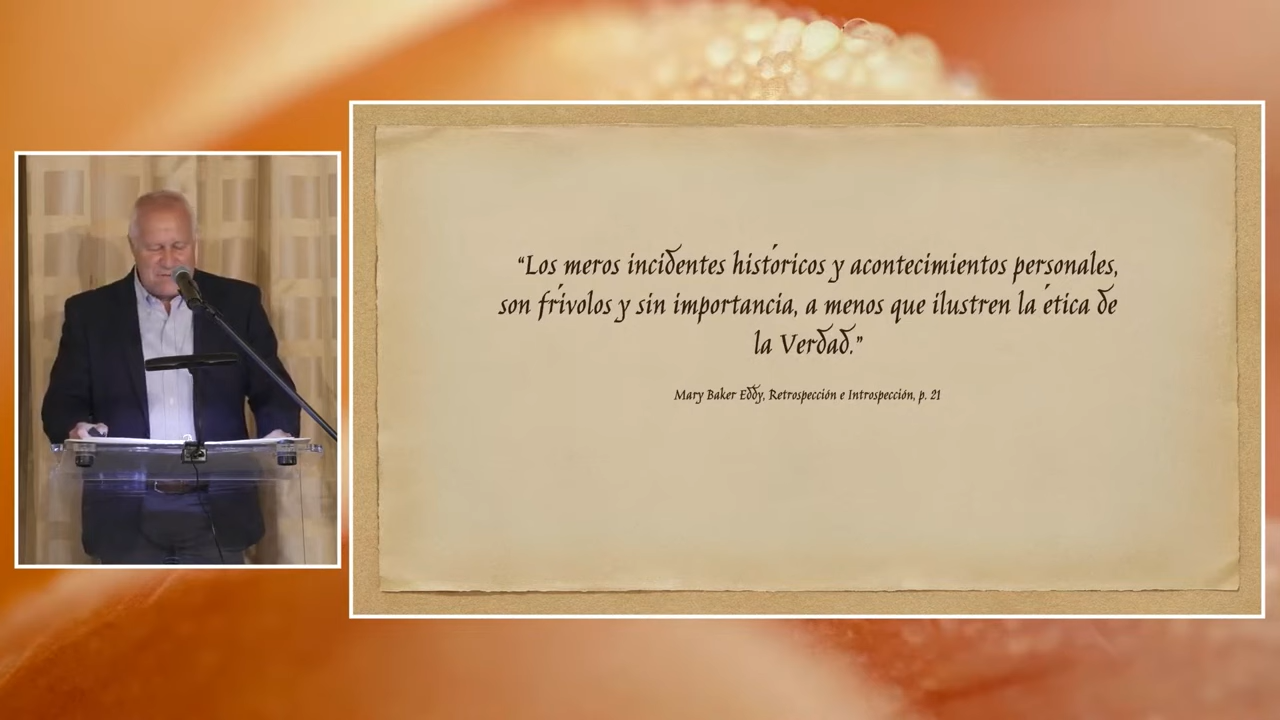 “Los meros incidentes históricos y acontecimientos personales,
son frívolos y sin importancia, a menos que ilustren la ética de
la Verdad.”
Mary Baker Eddy, Retrospección e Introspección, p. 21